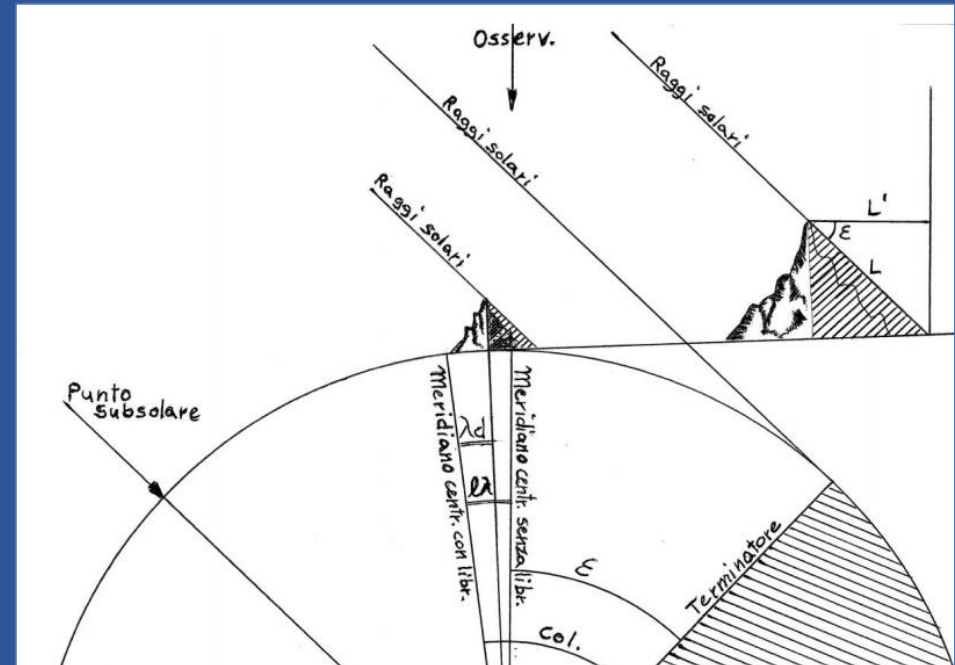 Osserv.
Raggi solari
Raggi solari
Raggi solari
L'
ε
L
Punto
subsolare
Meridiano centr. con libr.
λd
lλ
Meridiano centr. senza libr.
ε
Terminatore
Col.